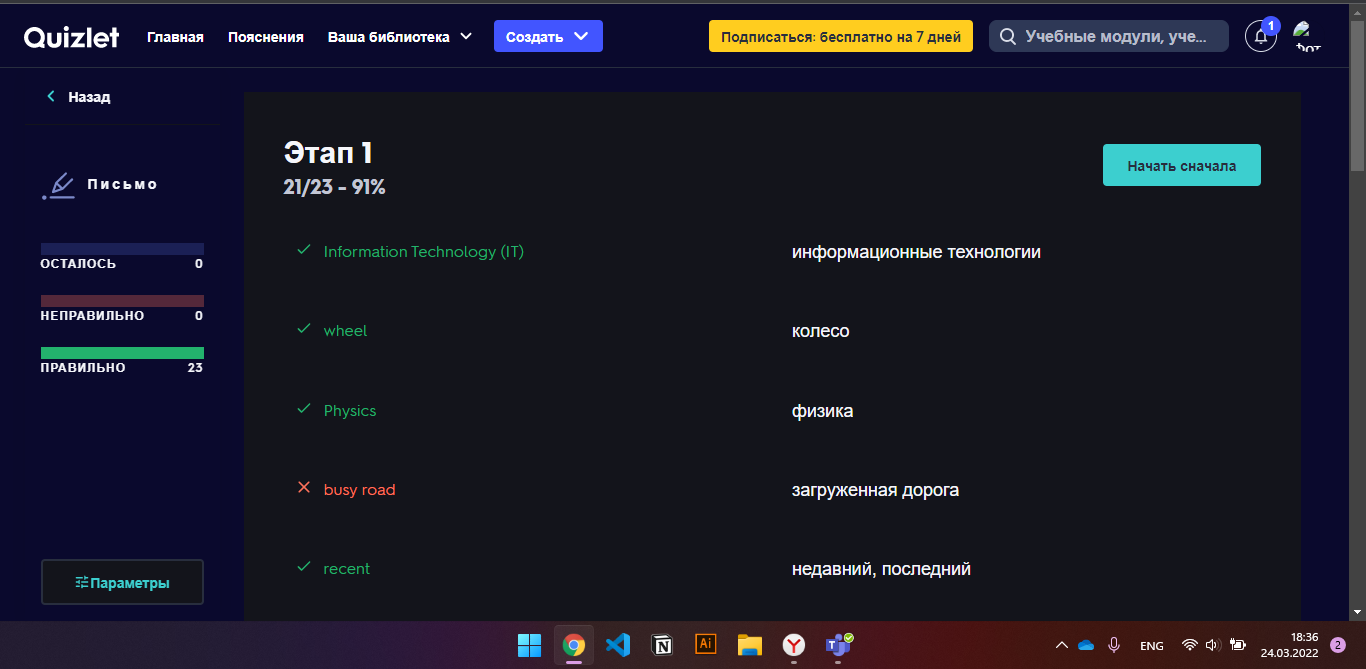 Quizlet
Главная
Пояснения
Ваша библиотека
Создать
Подписаться: бесплатно на 7 дней
Учебные модули, уче...
1
Назад
Письмо
ОСТАЛОСЬ 0
НЕПРАВИЛЬНО 0
ПРАВИЛЬНО 23
Параметры
Этап 1
21/23 - 91%
Начать сначала
Information Technology (IT) информационные технологии
wheel колесо
Physics физика
busy road загруженная дорога
recent недавний, последний
Ai
ENG
18:36
24.03.2022
2